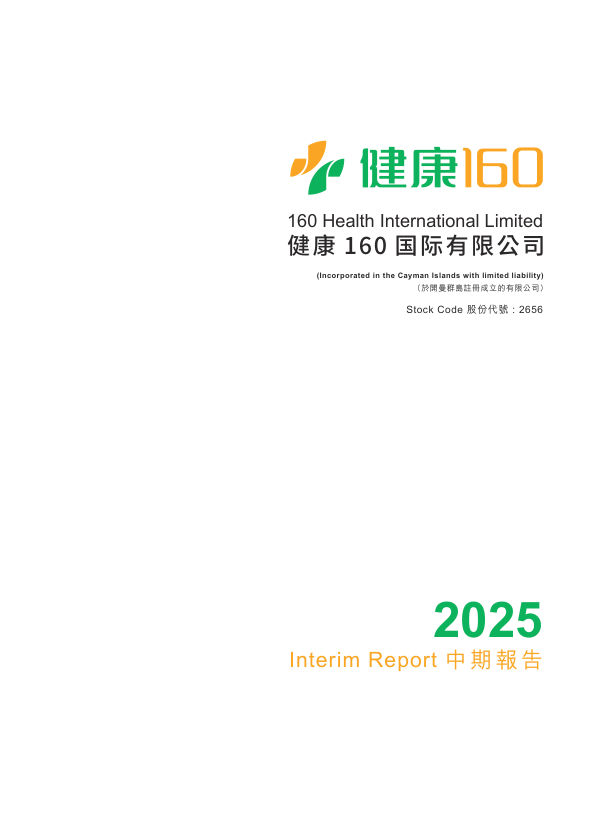 健康160
160 Health International Limited
健康 160 国际有限公司
(Incorporated in the Cayman Islands with limited liability)
（於開曼群島註冊成立的有限公司）
Stock Code 股份代號：2656
2025
Interim Report 中期報告